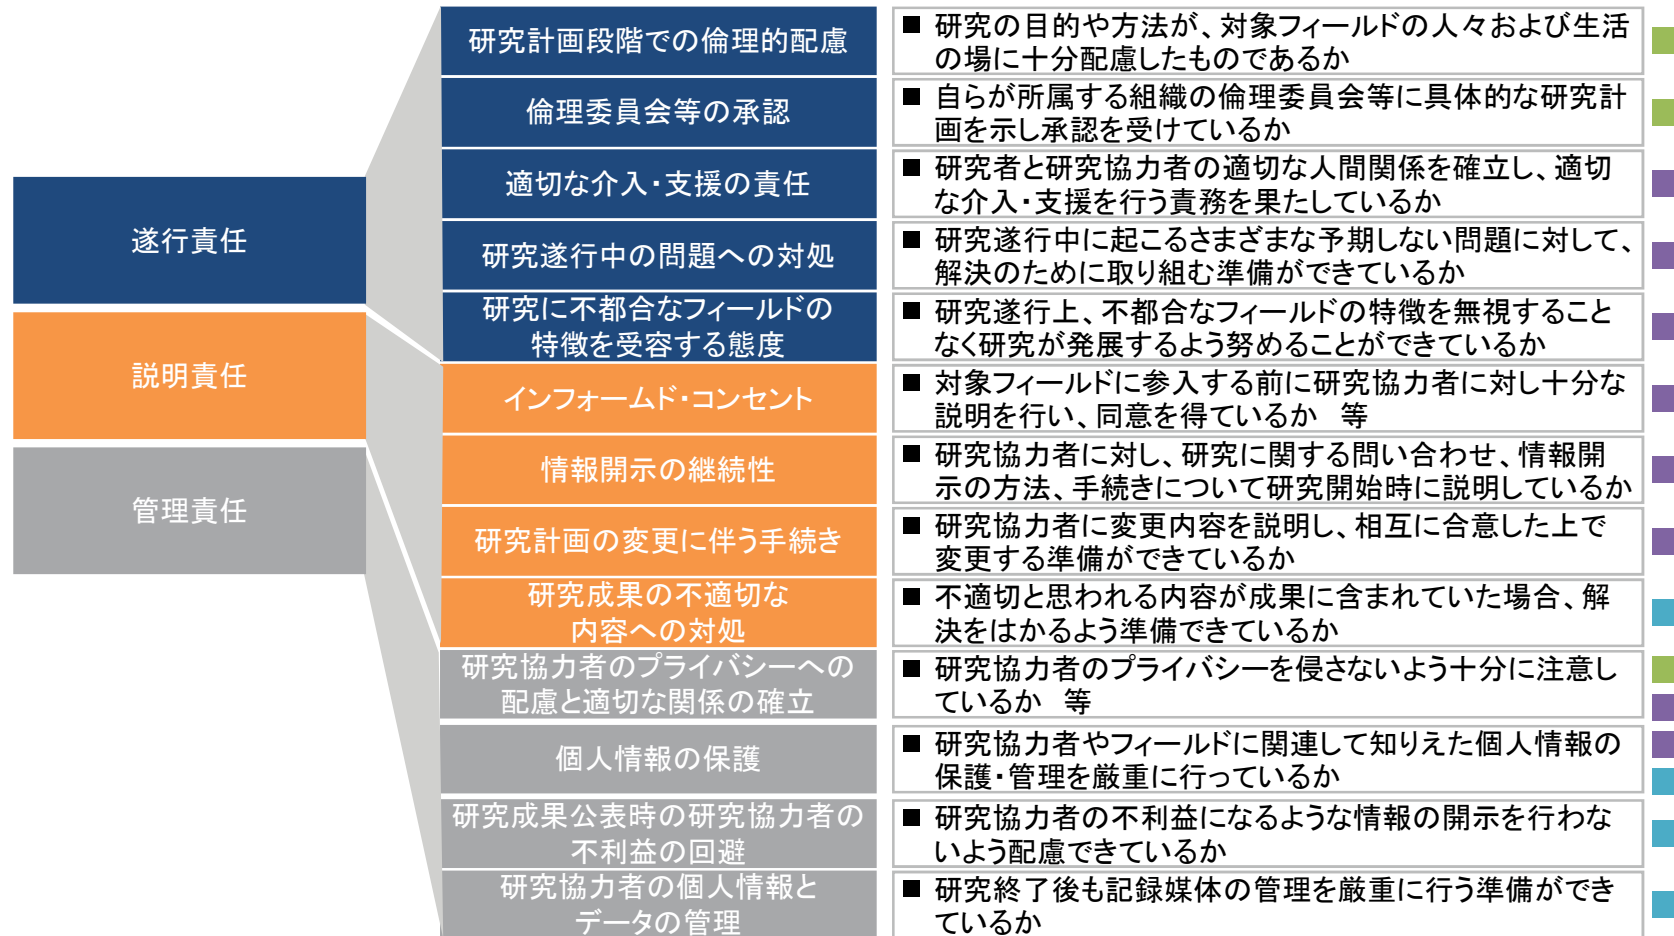 遂行責任
説明責任
管理責任
研究計画段階での倫理的配慮
■ 研究の目的や方法が、対象フィールドの人々および生活
の場に十分配慮したものであるか
倫理委員会等の承認
■ 自らが所属する組織の倫理委員会等に具体的な研究計
画を示し承認を受けているか
適切な介入・支援の責任
■ 研究者と研究協力者の適切な人間関係を確立し、適切
な介入・支援を行う責務を果たしているか
研究遂行中の問題への対処
■ 研究遂行中に起こるさまざまな予期しない問題に対して、
解決のために取り組む準備ができているか
研究に不都合なフィールドの
特徴を受容する態度
■ 研究遂行上、不都合なフィールドの特徴を無視すること
なく研究が発展するよう努めることができているか
インフォームド・コンセント
■ 対象フィールドに参入する前に研究協力者に対し十分な
説明を行い、同意を得ているか 等
情報開示の継続性
■ 研究協力者に対し、研究に関する問い合わせ、情報開
示の方法、手続きについて研究開始時に説明しているか
研究計画の変更に伴う手続き
■ 研究協力者に変更内容を説明し、相互に合意した上で
変更する準備ができているか
研究成果の不適切な
内容への対処
■ 不適切と思われる内容が成果に含まれていた場合、解
決をはかるよう準備できているか
研究協力者のプライバシーへの
配慮と適切な関係の確立
■ 研究協力者のプライバシーを侵さないよう十分に注意し
ているか 等
個人情報の保護
■ 研究協力者やフィールドに関連して知りえた個人情報の
保護・管理を厳重に行っているか
研究成果公表時の研究協力者の
不利益の回避
■ 研究協力者の不利益になるような情報の開示を行わな
いよう配慮できているか
研究協力者の個人情報と
データの管理
■ 研究終了後も記録媒体の管理を厳重に行う準備ができ
ているか